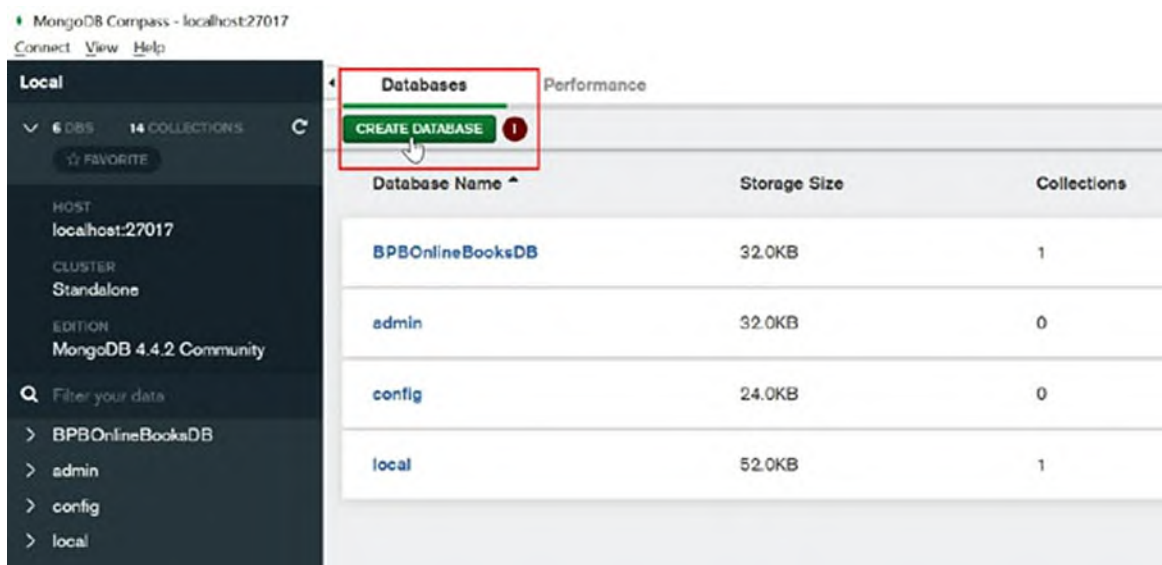 MongoDB Compass - localhost:27017
Connect View Help
Local
6 DBS 14 COLLECTIONS
FAVORITE
HOST
localhost:27017
CLUSTER
Standalone
EDITION
MongoDB 4.4.2 Community
Filter your data
BPBOnlineBooksDB
admin
config
local
Databases Performance
CREATE DATABASE
Database Name Storage Size Collections
BPBOnlineBooksDB 32.0KB 1
admin 32.0KB 0
config 24.0KB 0
local 52.0KB 1